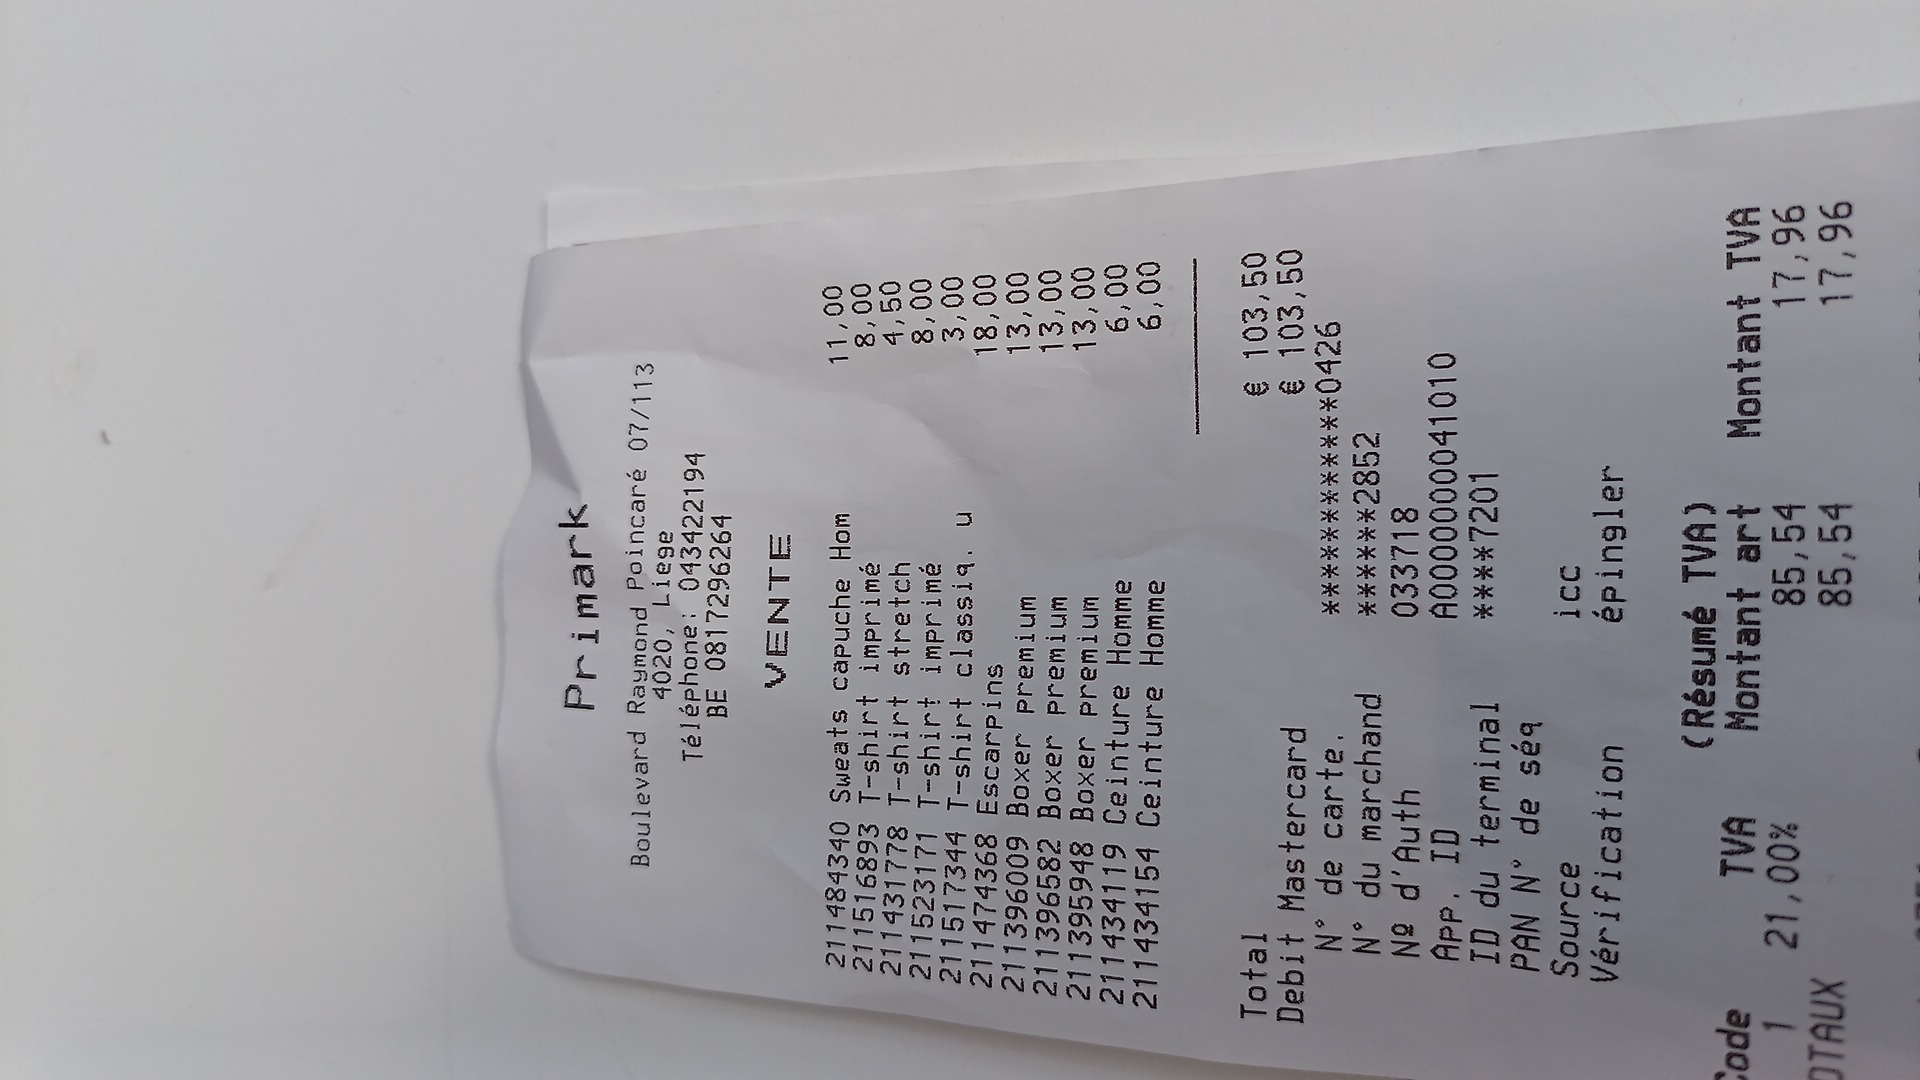 Primark
Boulevard Raymond Poincaré 07/113
4020, Liege
Téléphone: 043422194
BE 0817296264
VENTE
211484340 Sweats capuche Hom 11,00
211516893 T-shirt imprimé 8,00
211431778 T-shirt stretch 4,50
211523171 T-shirt imprimé 8,00
211517344 T-shirt classiq. u 3,00
211474368 Escarpins 18,00
211396009 Boxer premium 13,00
211396582 Boxer premium 13,00
211395948 Boxer premium 13,00
211434119 Ceinture Homme 6,00
211434154 Ceinture Homme 6,00
Total € 103,50
Debit Mastercard € 103,50
N° de carte. ************0426
N° du marchand ******2852
Nº d'Auth 033718
App. ID A0000000041010
ID du terminal ****7201
PAN N° de séq
Source icc
Vérification épingler
(Résumé TVA)
Code TVA Montant art Montant TVA
1 21,00% 85,54 17,96
OTAUX 85,54 17,96